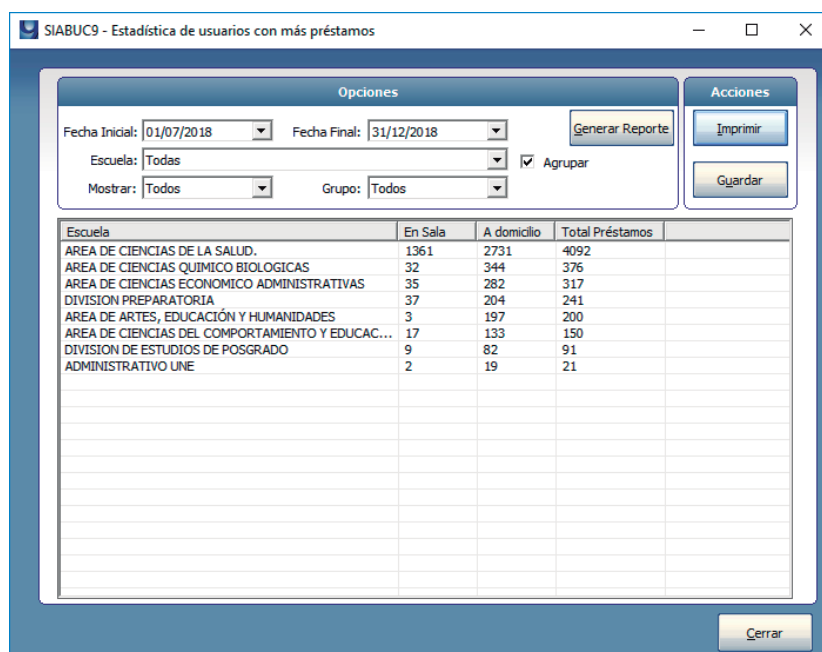 SIABUC9 - Estadística de usuarios con más préstamos
Opciones
Acciones
Fecha Inicial: 01/07/2018 Fecha Final: 31/12/2018 Generar Reporte Imprimir
Escuela: Todas Agrupar
Mostrar: Todos Grupo: Todos Guardar
Escuela En Sala A domicilio Total Préstamos
AREA DE CIENCIAS DE LA SALUD. 1361 2731 4092
AREA DE CIENCIAS QUIMICO BIOLOGICAS 32 344 376
AREA DE CIENCIAS ECONOMICO ADMINISTRATIVAS 35 282 317
DIVISION PREPARATORIA 37 204 241
AREA DE ARTES, EDUCACIÓN Y HUMANIDADES 3 197 200
AREA DE CIENCIAS DEL COMPORTAMIENTO Y EDUCAC... 17 133 150
DIVISION DE ESTUDIOS DE POSGRADO 9 82 91
ADMINISTRATIVO UNE 2 19 21
Cerrar